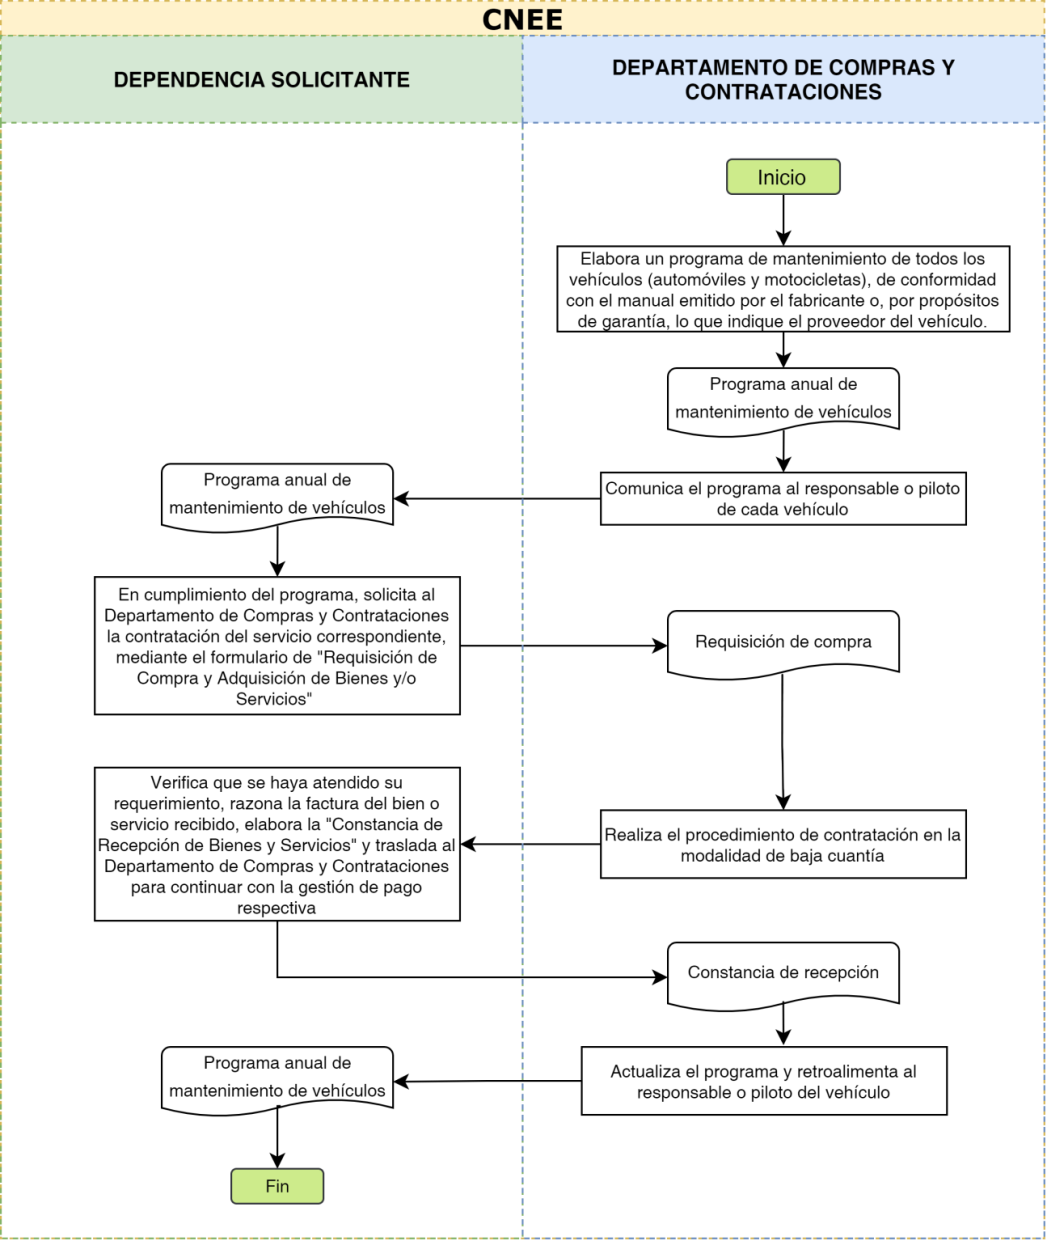 CNEE
DEPENDENCIA SOLICITANTE
DEPARTAMENTO DE COMPRAS Y
CONTRATACIONES
Inicio
Elabora un programa de mantenimiento de todos los
vehículos (automóviles y motocicletas), de conformidad
con el manual emitido por el fabricante o, por propósitos
de garantía, lo que indique el proveedor del vehículo.
Programa anual de
mantenimiento de vehículos
Comunica el programa al responsable o piloto
de cada vehículo
Programa anual de
mantenimiento de vehículos
En cumplimiento del programa, solicita al
Departamento de Compras y Contrataciones
la contratación del servicio correspondiente,
mediante el formulario de "Requisición de
Compra y Adquisición de Bienes y/o
Servicios"
Requisición de compra
Realiza el procedimiento de contratación en la
modalidad de baja cuantía
Verifica que se haya atendido su
requerimiento, razona la factura del bien o
servicio recibido, elabora la "Constancia de
Recepción de Bienes y Servicios" y traslada al
Departamento de Compras y Contrataciones
para continuar con la gestión de pago
respectiva
Constancia de recepción
Actualiza el programa y retroalimenta al
responsable o piloto del vehículo
Programa anual de
mantenimiento de vehículos
Fin